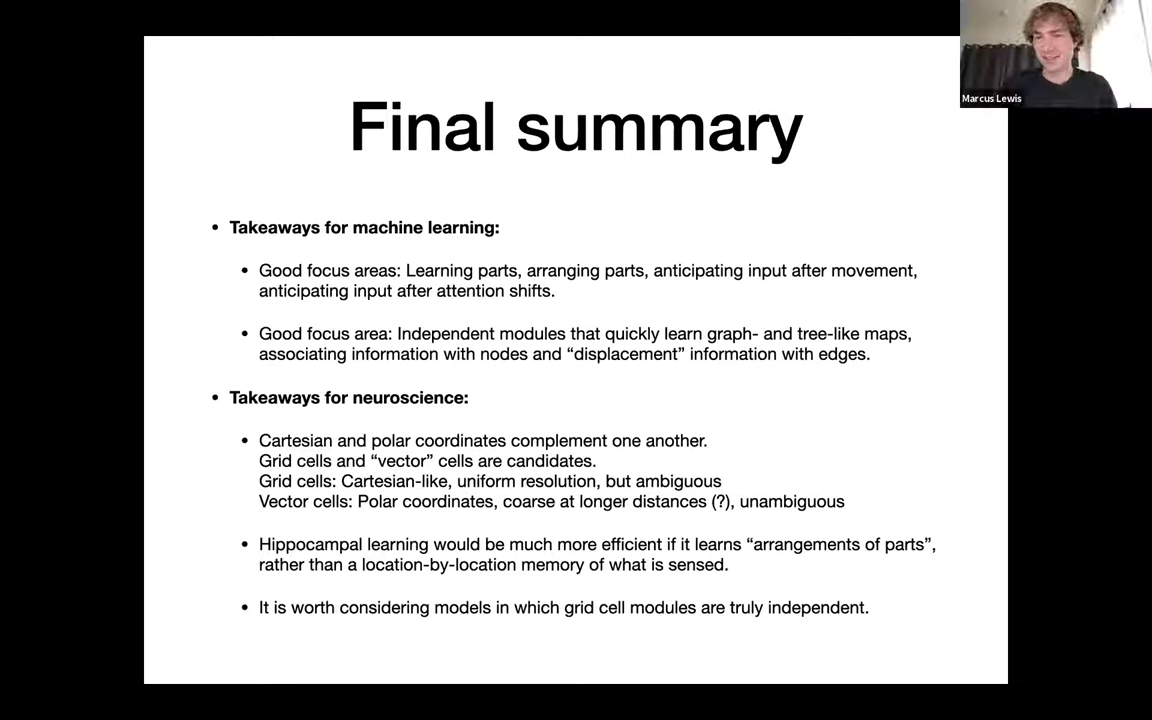 Marcus Lewis
Final summary
• Takeaways for machine learning:
• Good focus areas: Learning parts, arranging parts, anticipating input after movement,
anticipating input after attention shifts.
• Good focus area: Independent modules that quickly learn graph- and tree-like maps,
associating information with nodes and “displacement” information with edges.
• Takeaways for neuroscience:
• Cartesian and polar coordinates complement one another.
Grid cells and “vector” cells are candidates.
Grid cells: Cartesian-like, uniform resolution, but ambiguous
Vector cells: Polar coordinates, coarse at longer distances (?), unambiguous
• Hippocampal learning would be much more efficient if it learns “arrangements of parts”,
rather than a location-by-location memory of what is sensed.
• It is worth considering models in which grid cell modules are truly independent.